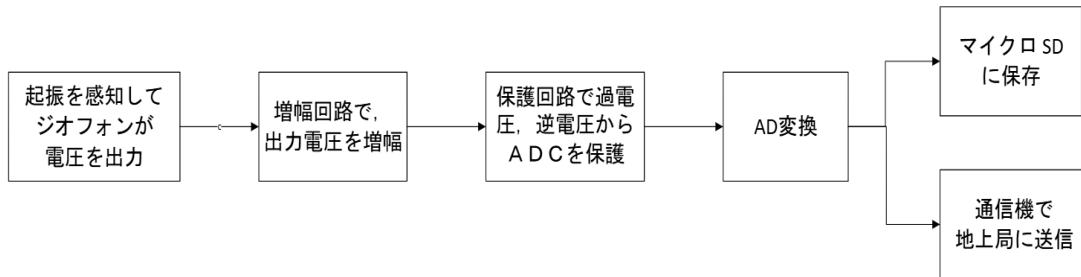 起振を感知して
ジオフォンが
電圧を出力
c
増幅回路で，
出力電圧を増幅
保護回路で過電
圧，逆電圧から
ＡＤＣを保護
AD変換
マイクロSD
に保存
通信機で
地上局に送信